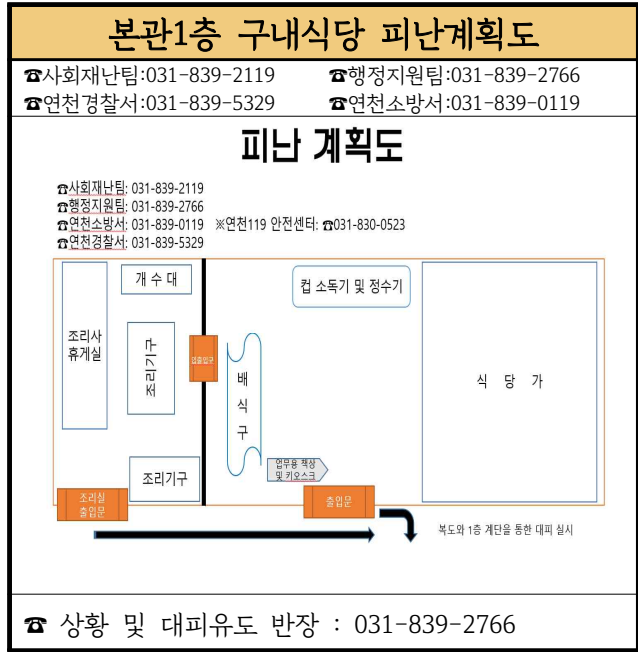 본관1층 구내식당 피난계획도
☎사회재난팀:031-839-2119 ☎행정지원팀:031-839-2766
☎연천경찰서:031-839-5329 ☎연천소방서:031-839-0119
피난 계획도
☎사회재난팀: 031-839-2119
☎행정지원팀: 031-839-2766
☎연천소방서: 031-839-0119 ※연천119 안전센터: ☎031-830-0523
☎연천경찰서: 031-839-5329
개 수 대
컵 소독기 및 정수기
조리사
휴게실
조리기구
배
식
구
식 당 가
업무용 책상
및 키오스크
조리기구
조리실
출입문
출입문
복도와 1층 계단을 통한 대피 실시
☎ 상황 및 대피유도 반장 : 031-839-2766